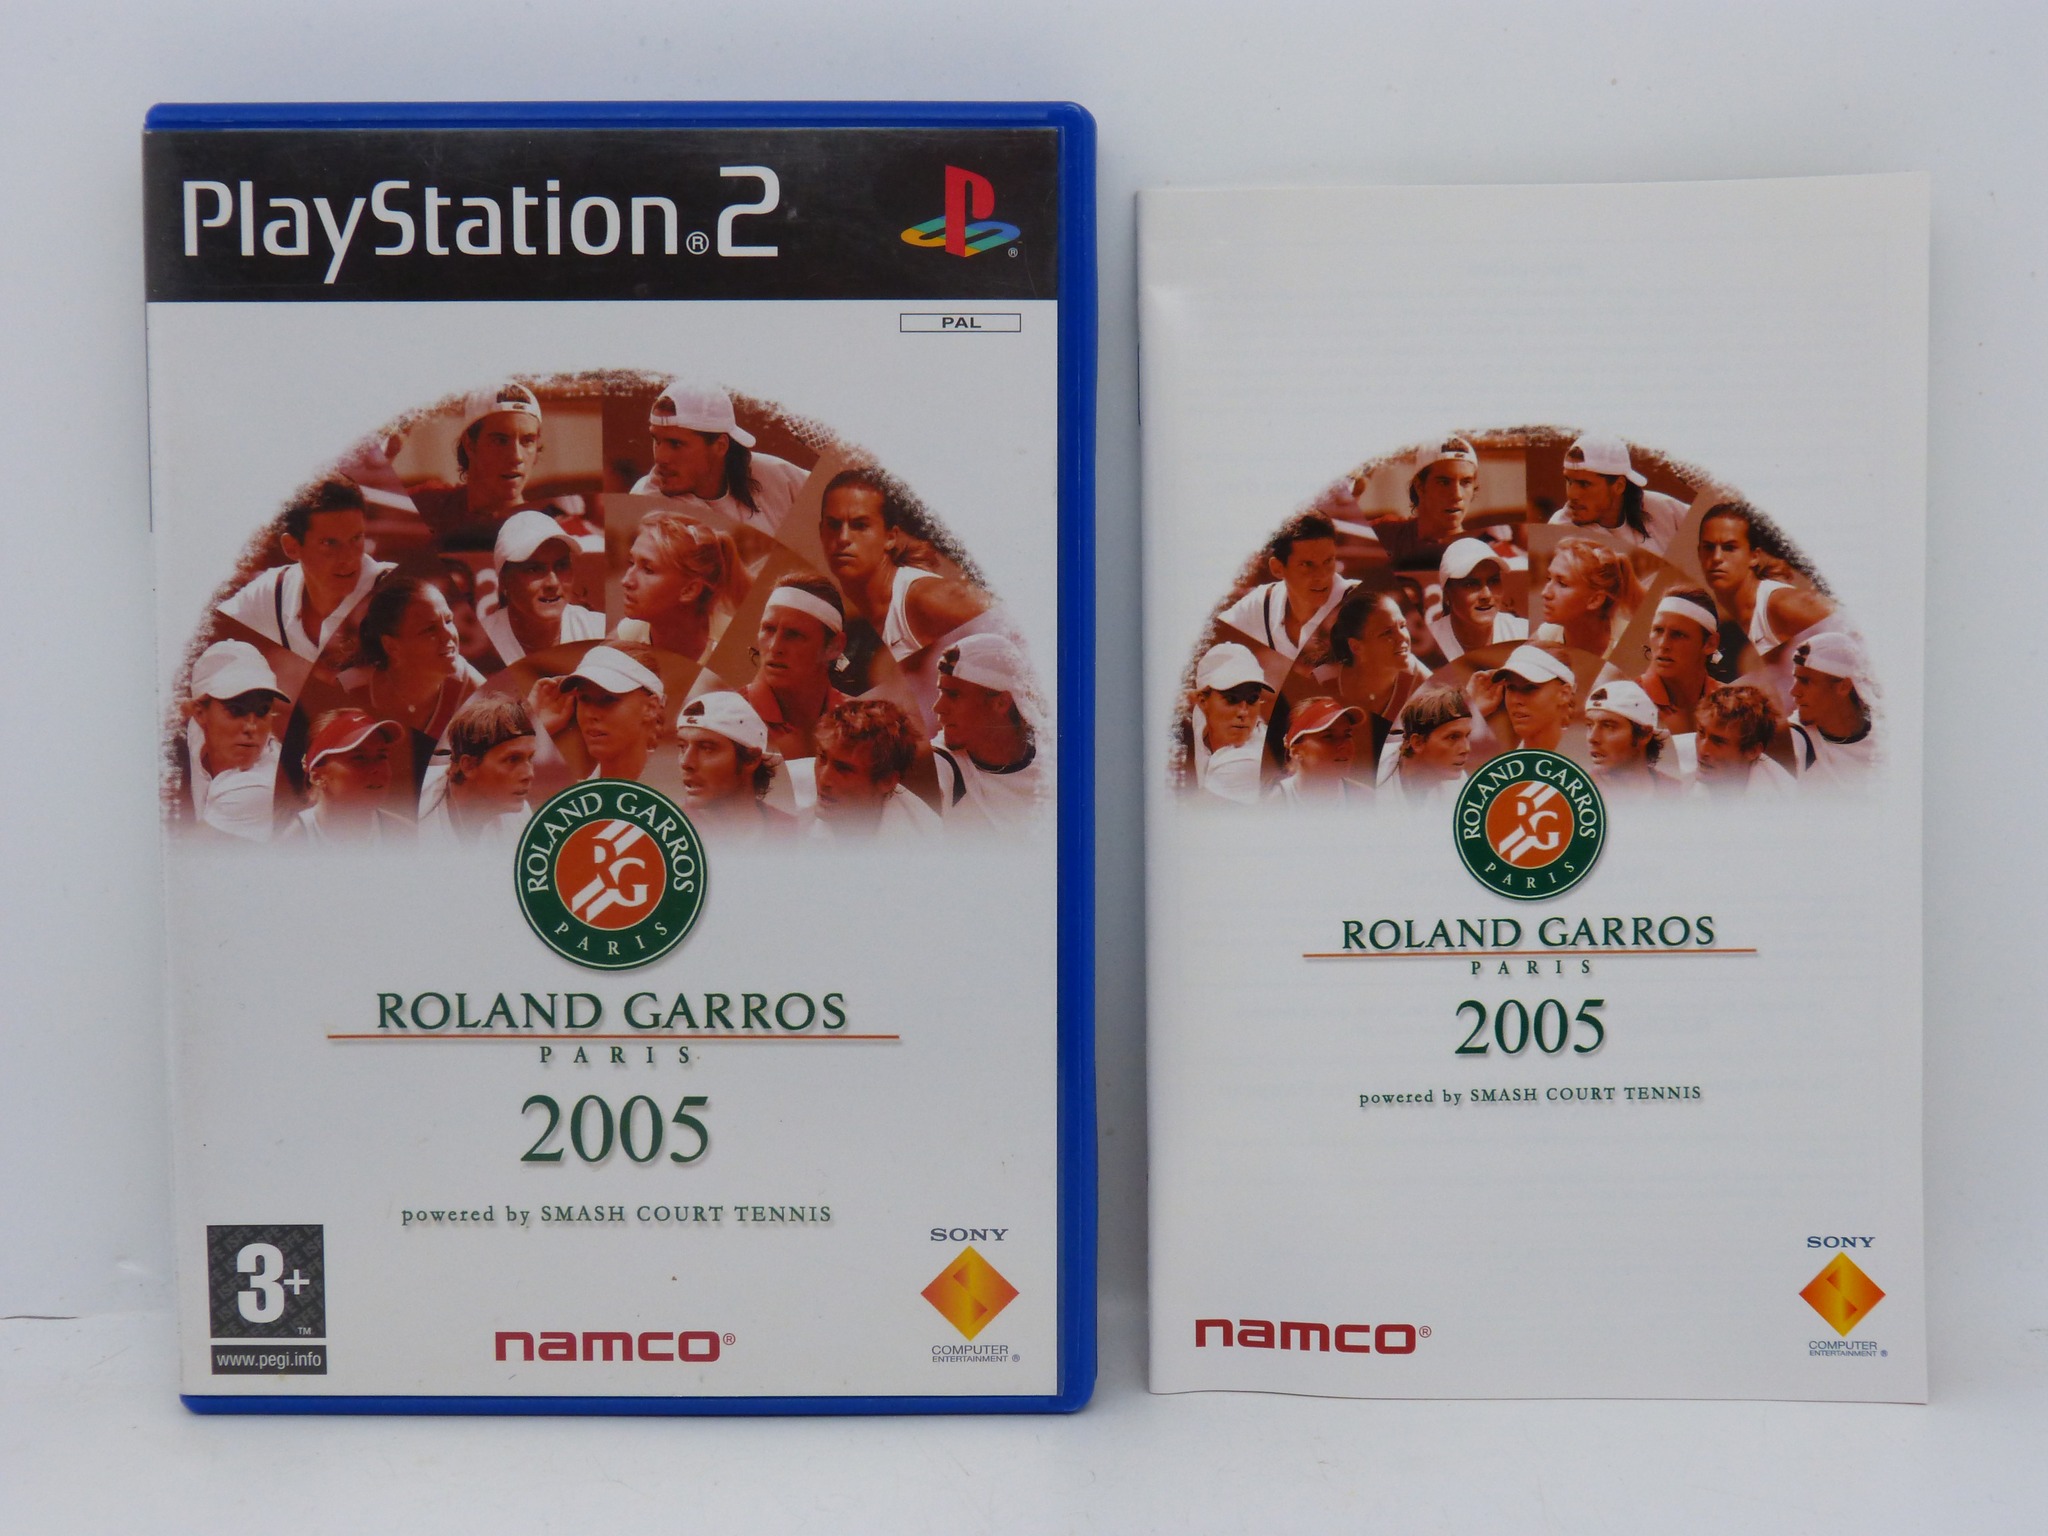 PlayStation®2
®
PAL
ROLAND GARROS
RG
PARIS
ROLAND GARROS
PARIS
2005
powered by SMASH COURT TENNIS
3+
TM
www.pegi.info
namco®
SONY
COMPUTER
ENTERTAINMENT ®
ROLAND GARROS
RG
PARIS
ROLAND GARROS
PARIS
2005
powered by SMASH COURT TENNIS
namco®
SONY
COMPUTER
ENTERTAINMENT ®